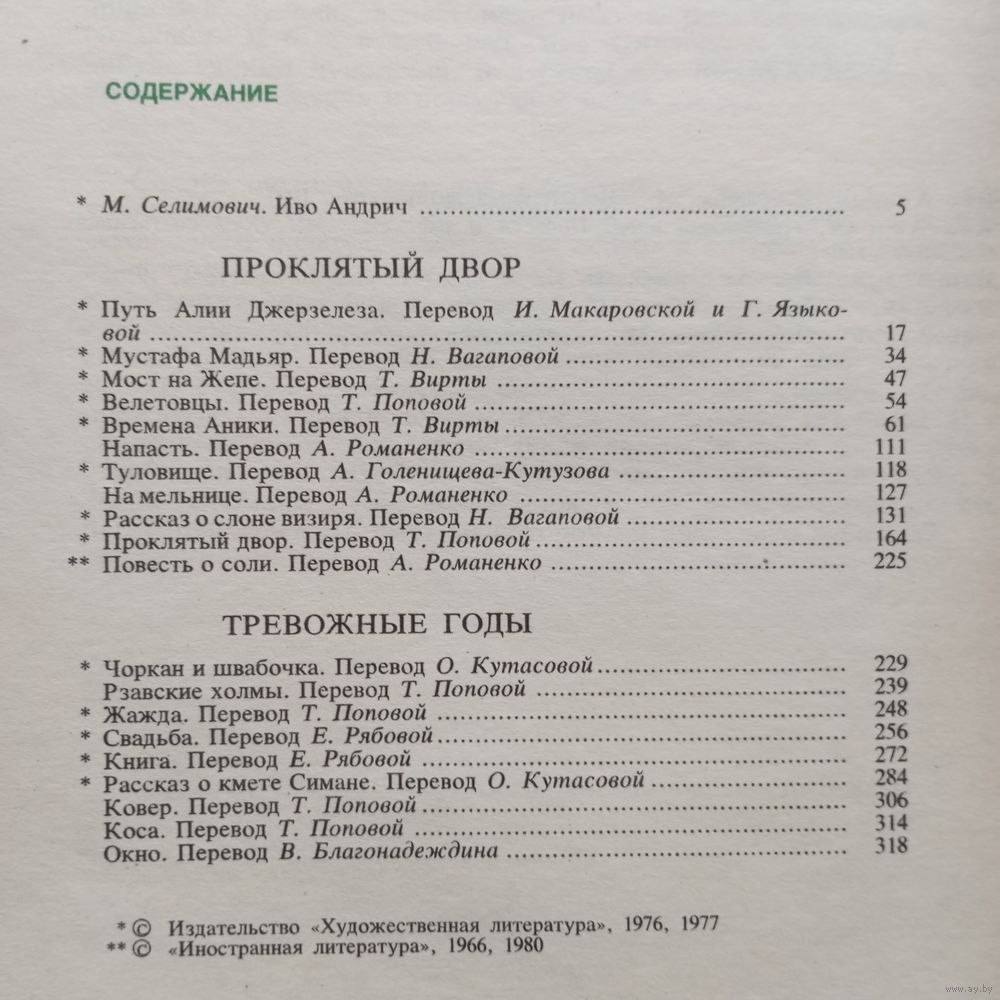 СОДЕРЖАНИЕ
* М. Селимович. Иво Андрич ........ 5
ПРОКЛЯТЫЙ ДВОР
* Путь Алии Джерзелеза. Перевод И. Макаровской и Г. Языко-
вой ........ 17
* Мустафа Мадьяр. Перевод Н. Вагаповой ........ 34
* Мост на Жепе. Перевод Т. Вирты ........ 47
* Велетовцы. Перевод Т. Поповой ........ 54
* Времена Аники. Перевод Т. Вирты ........ 61
Напасть. Перевод А. Романенко ........ 111
* Туловище. Перевод А. Голенищева-Кутузова ........ 118
На мельнице. Перевод А. Романенко ........ 127
* Рассказ о слоне визиря. Перевод Н. Вагаповой ........ 131
* Проклятый двор. Перевод Т. Поповой ........ 164
** Повесть о соли. Перевод А. Романенко ........ 225
ТРЕВОЖНЫЕ ГОДЫ
* Чоркан и швабочка. Перевод О. Кутасовой ........ 229
Рзавские холмы. Перевод Т. Поповой ........ 239
* Жажда. Перевод Т. Поповой ........ 248
* Свадьба. Перевод Е. Рябовой ........ 256
* Книга. Перевод Е. Рябовой ........ 272
* Рассказ о кмете Симане. Перевод О. Кутасовой ........ 284
Ковер. Перевод Т. Поповой ........ 306
Коса. Перевод Т. Поповой ........ 314
Окно. Перевод В. Благонадеждина ........ 318
* © Издательство «Художественная литература», 1976, 1977
** © «Иностранная литература», 1966, 1980
www.ay.by